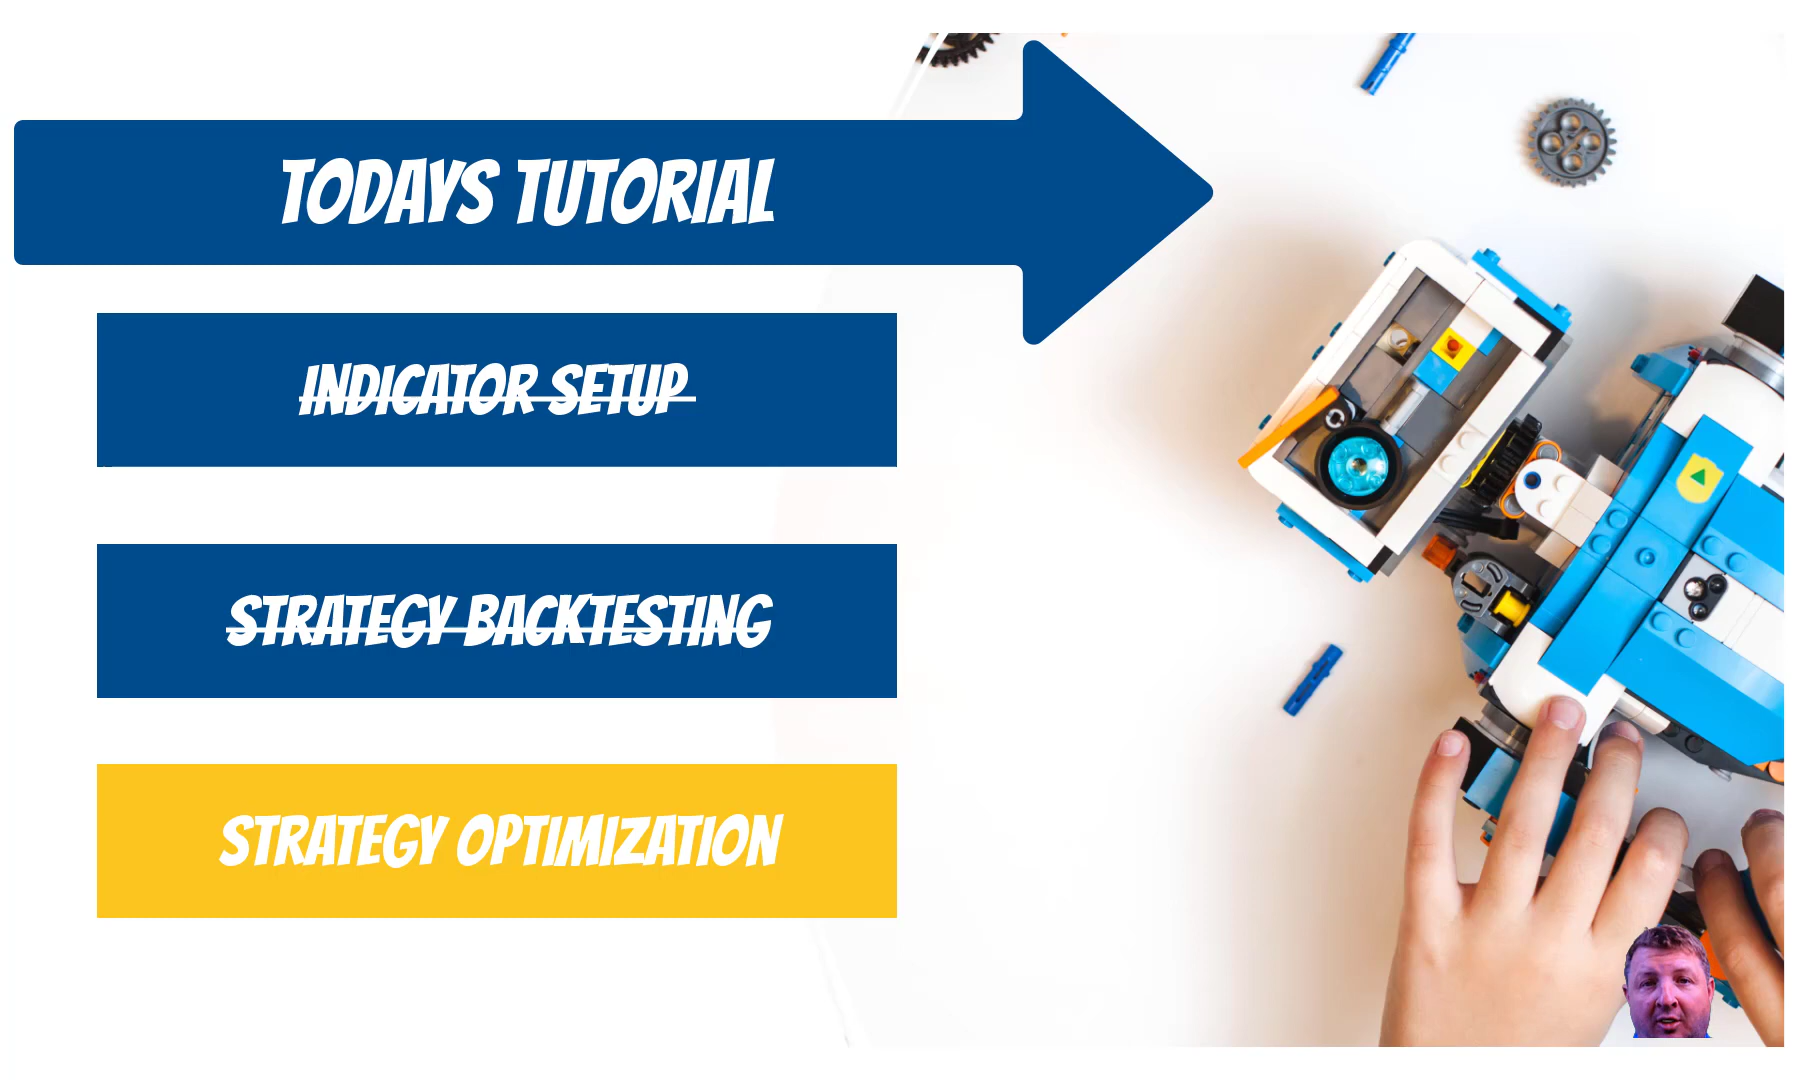 TODAYS TUTORIAL
INDICATOR SETUP
STRATEGY BACKTESTING
STRATEGY OPTIMIZATION